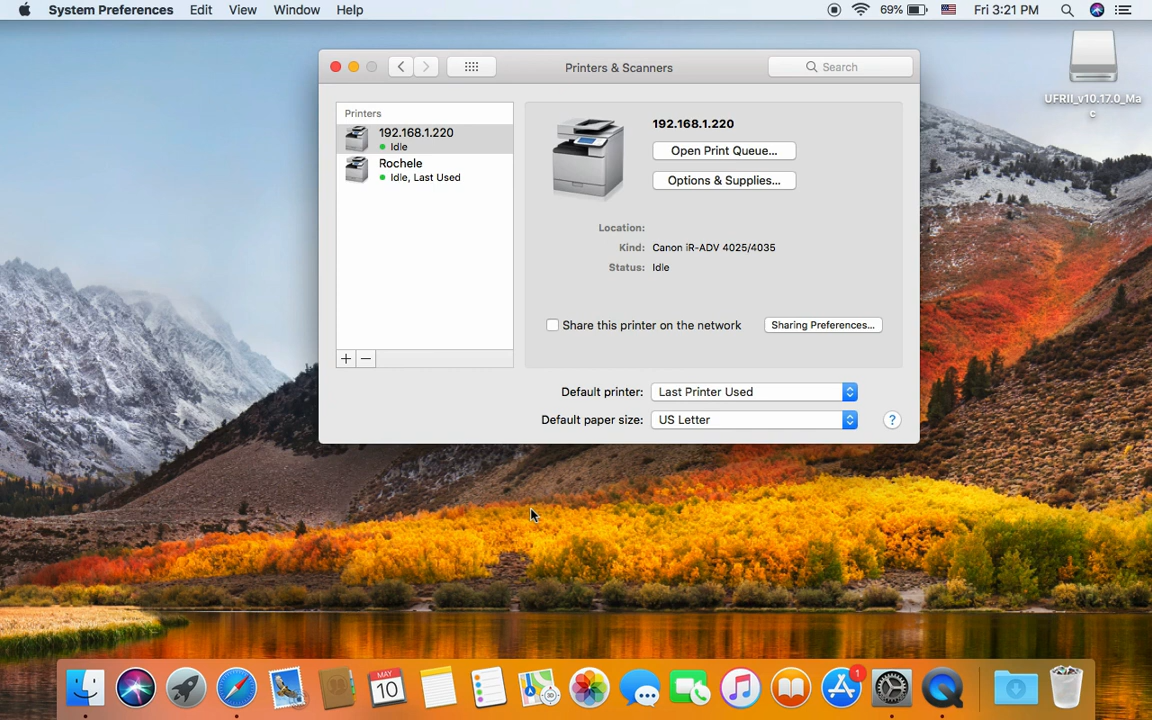 System Preferences Edit View Window Help 69% Fri 3:21 PM
Printers & Scanners
Search
UFRII_v10.17.0_Ma
c
Printers
192.168.1.220
Idle
Rochele
Idle, Last Used
192.168.1.220
Open Print Queue...
Options & Supplies...
Location:
Kind: Canon iR-ADV 4025/4035
Status: Idle
Share this printer on the network
Sharing Preferences...
Default printer: Last Printer Used
Default paper size: US Letter
?
MAY
10
1